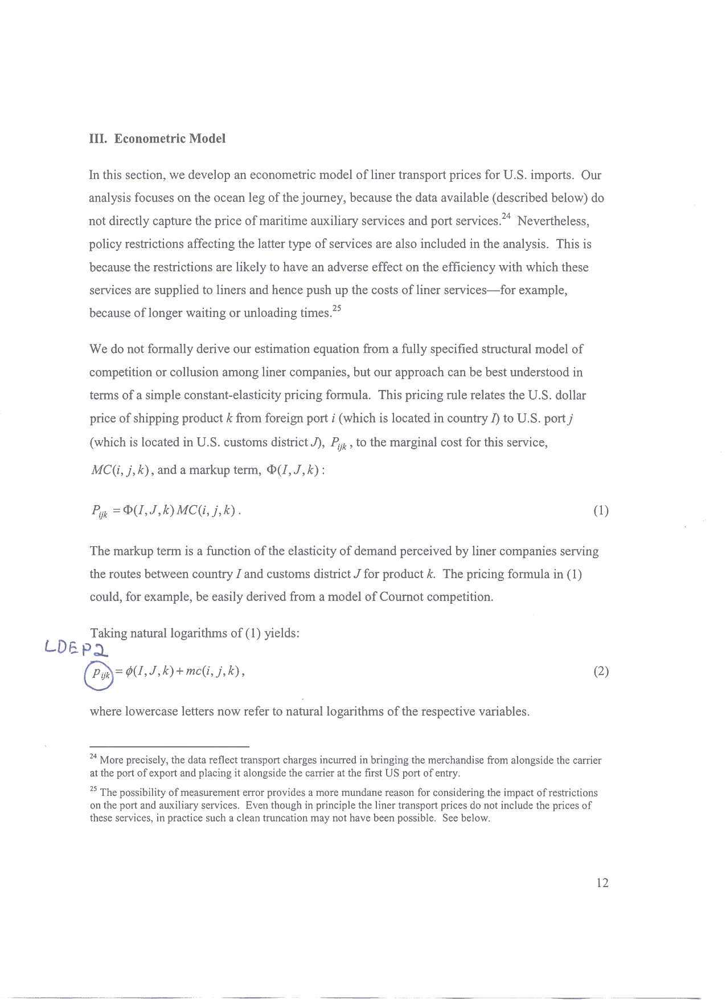 III. Econometric Model
In this section, we develop an econometric model of liner transport prices for U.S. imports. Our
analysis focuses on the ocean leg of the journey, because the data available (described below) do
not directly capture the price of maritime auxiliary services and port services.24 Nevertheless,
policy restrictions affecting the latter type of services are also included in the analysis. This is
because the restrictions are likely to have an adverse effect on the efficiency with which these
services are supplied to liners and hence push up the costs of liner services—for example,
because of longer waiting or unloading times.25
We do not formally derive our estimation equation from a fully specified structural model of
competition or collusion among liner companies, but our approach can be best understood in
terms of a simple constant-elasticity pricing formula. This pricing rule relates the U.S. dollar
price of shipping product k from foreign port i (which is located in country I) to U.S. port j
(which is located in U.S. customs district J), Pijk , to the marginal cost for this service,
MC(i, j, k), and a markup term, Φ(I, J, k) :
Pijk = Φ(I, J, k) MC(i, j, k) . (1)
The markup term is a function of the elasticity of demand perceived by liner companies serving
the routes between country I and customs district J for product k. The pricing formula in (1)
could, for example, be easily derived from a model of Cournot competition.
Taking natural logarithms of (1) yields:
LDEP2
pijk = ϕ(I, J, k) + mc(i, j, k) , (2)
where lowercase letters now refer to natural logarithms of the respective variables.
24 More precisely, the data reflect transport charges incurred in bringing the merchandise from alongside the carrier
at the port of export and placing it alongside the carrier at the first US port of entry.
25 The possibility of measurement error provides a more mundane reason for considering the impact of restrictions
on the port and auxiliary services. Even though in principle the liner transport prices do not include the prices of
these services, in practice such a clean truncation may not have been possible. See below.
12